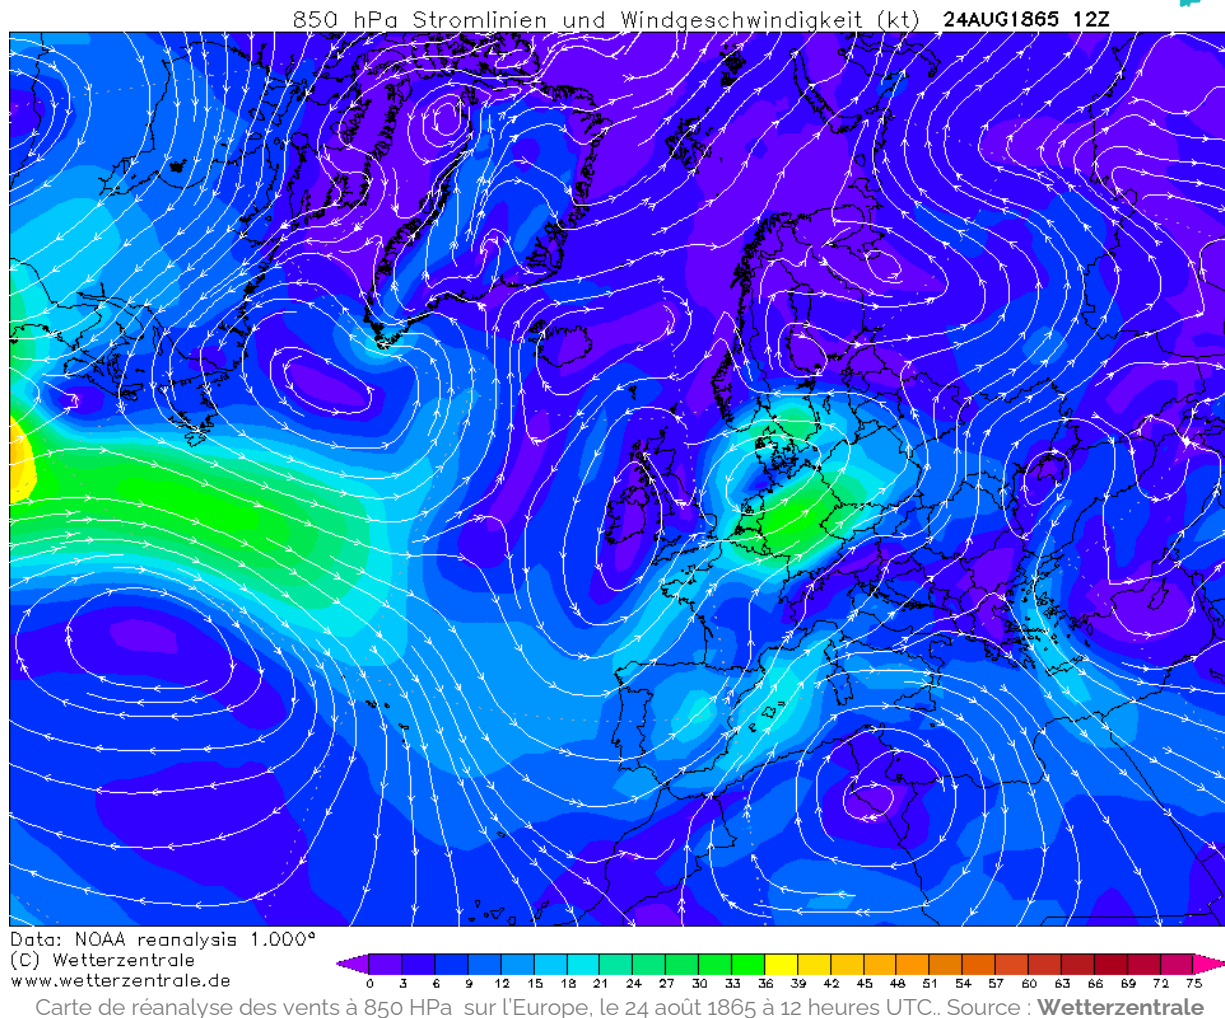 850 hPa Stromlinien und Windgeschwindigkeit (kt) 24AUG1865 12Z
Data: NOAA reanalysis 1.000°
(C) Wetterzentrale
www.wetterzentrale.de
0 3 6 9 12 15 18 21 24 27 30 33 36 39 42 45 48 51 54 57 60 63 66 69 72 75
Carte de réanalyse des vents à 850 HPa sur l'Europe, le 24 août 1865 à 12 heures UTC.. Source : Wetterzentrale